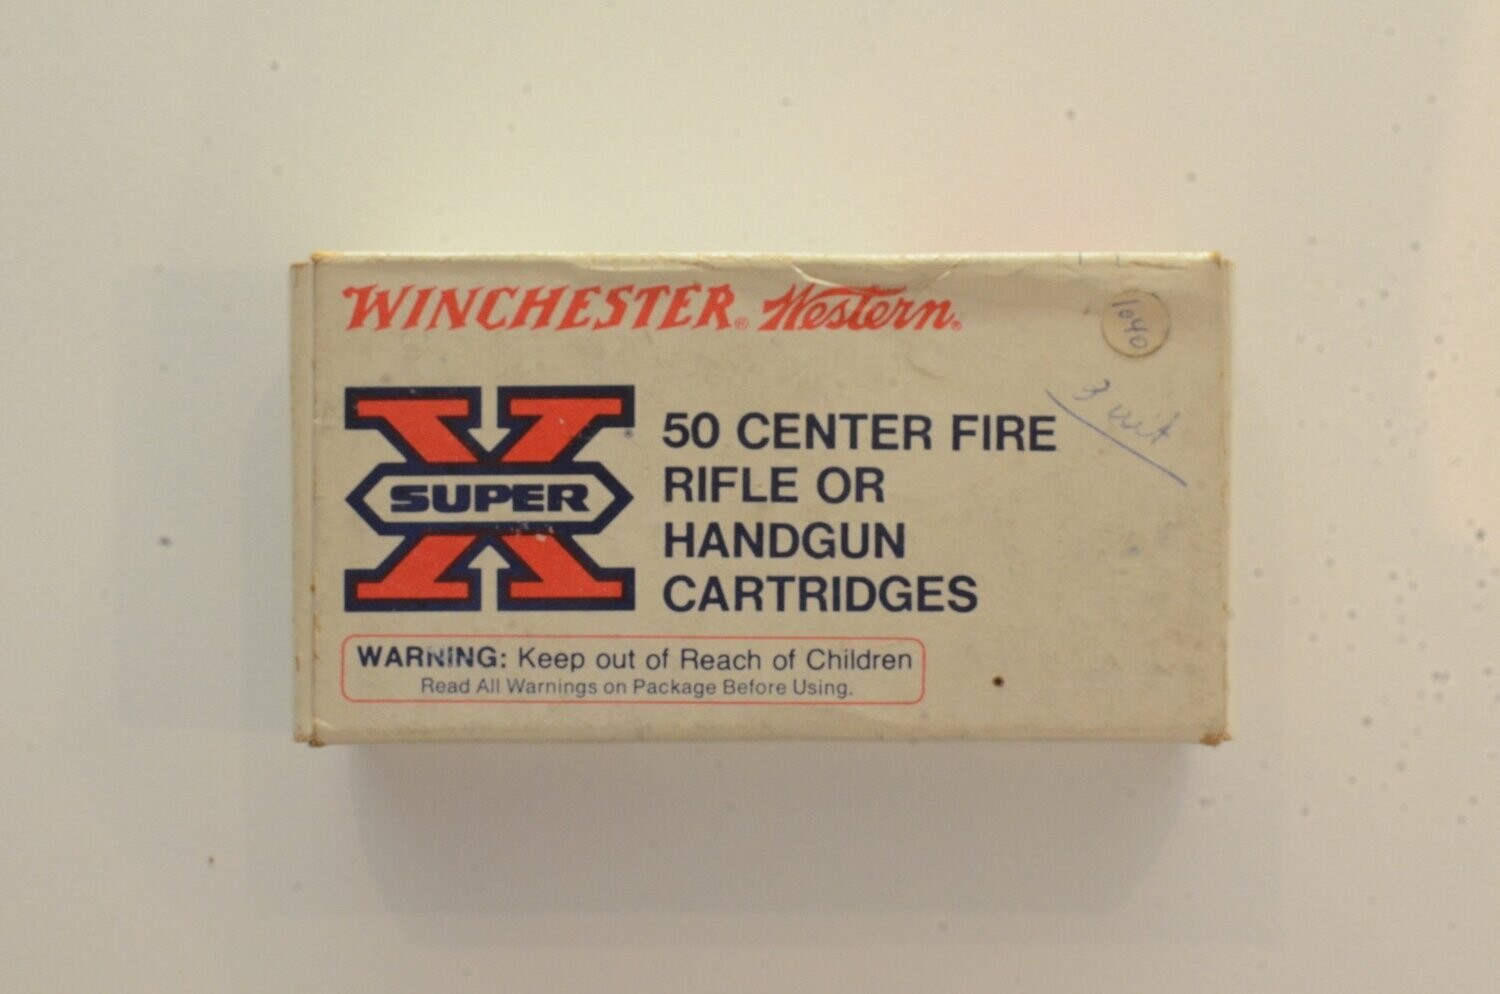 WINCHESTER® Western®
SUPER X®
50 CENTER FIRE
RIFLE OR
HANDGUN
CARTRIDGES
WARNING: Keep out of Reach of Children
Read All Warnings on Package Before Using.
1040
3